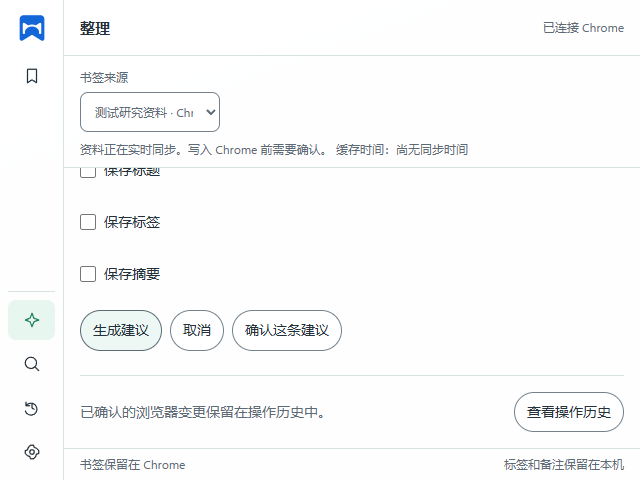 整理
已连接 Chrome
书签来源
测试研究资料 · Chr
资料正在实时同步。写入 Chrome 前需要确认。 缓存时间：尚无同步时间
保存标题
保存标签
保存摘要
生成建议 取消 确认这条建议
已确认的浏览器变更保留在操作历史中。
查看操作历史
书签保留在 Chrome
标签和备注保留在本机